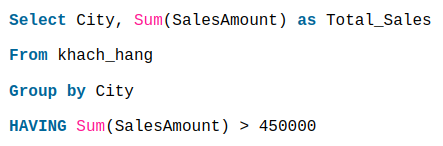 Select City, Sum(SalesAmount) as Total_Sales
From khach_hang
Group by City
HAVING Sum(SalesAmount) > 450000